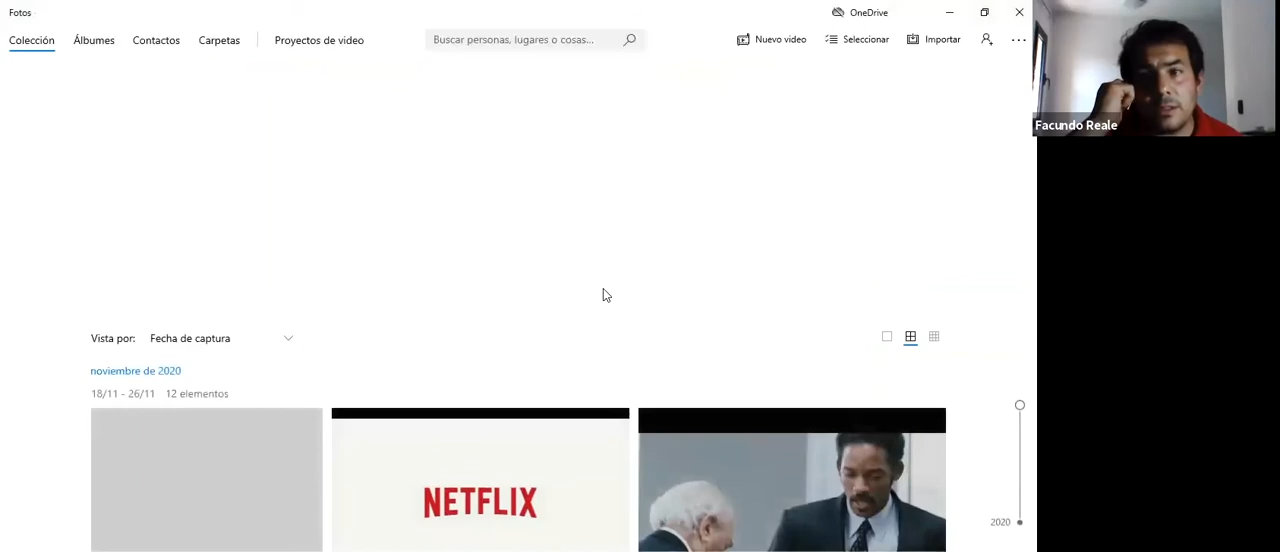 Fotos
OneDrive
Colección Álbumes Contactos Carpetas Proyectos de video
Buscar personas, lugares o cosas...
Nuevo video Seleccionar Importar
Facundo Reale
Vista por: Fecha de captura
noviembre de 2020
18/11 - 26/11 12 elementos
NETFLIX
2020